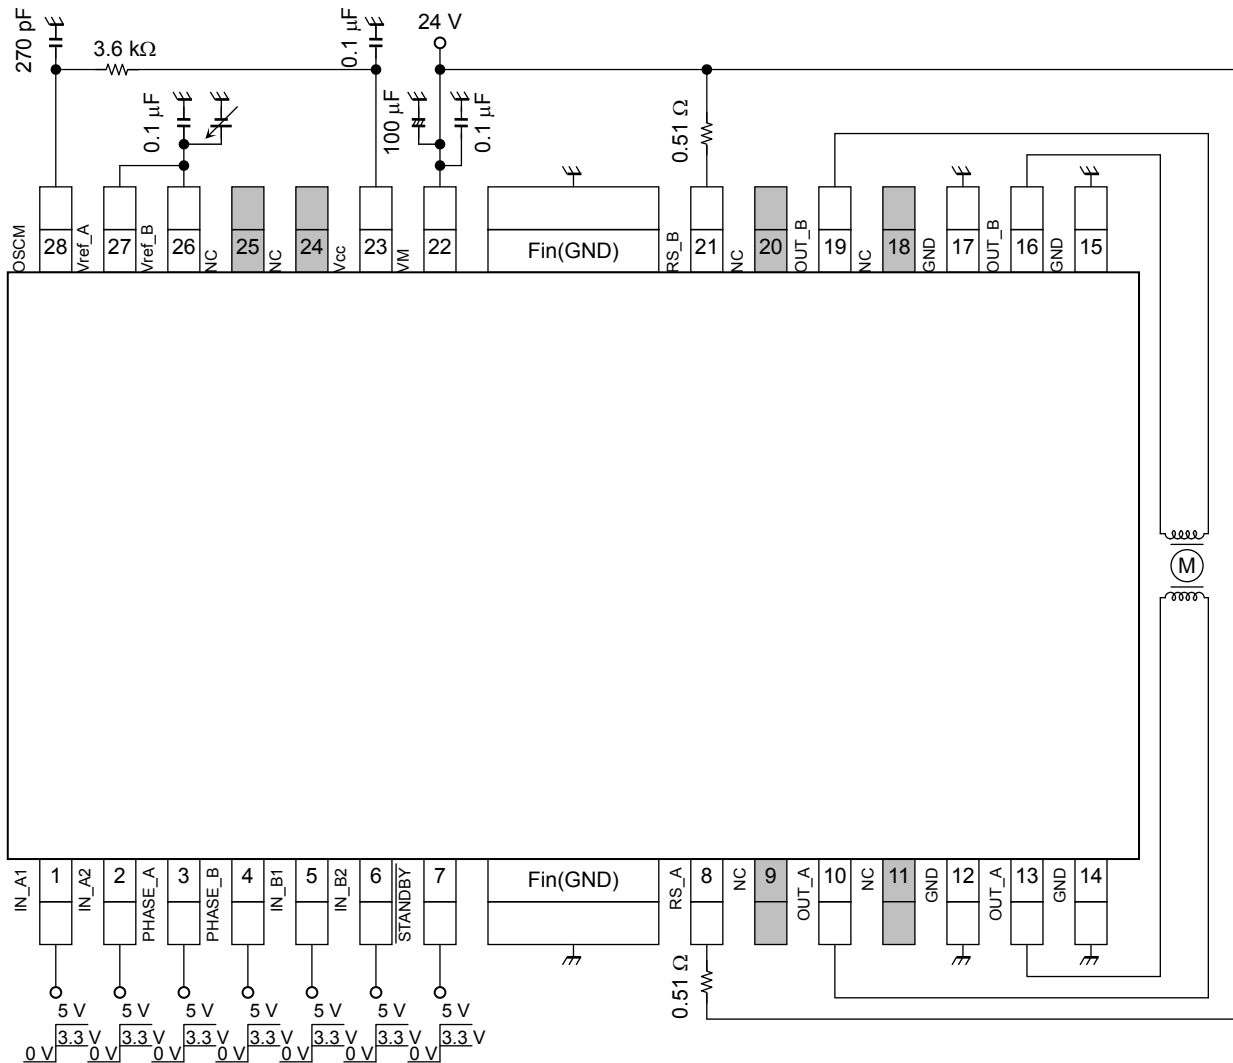 270 pF
3.6 kΩ
0.1 µF
24 V
0.1 µF
100 µF
0.1 µF
0.51 Ω
OSCM
28
Vref_A
27
Vref_B
26
NC
25
NC
24
Vcc
23
VM
22
Fin(GND)
RS_B
21
NC
20
OUT_B
19
NC
18
GND
17
OUT_B
16
GND
15
M
IN_A1
1
IN_A2
2
PHASE_A
3
PHASE_B
4
IN_B1
5
IN_B2
6
STANDBY
7
Fin(GND)
RS_A
8
NC
9
OUT_A
10
NC
11
GND
12
OUT_A
13
GND
14
0.51 Ω
5 V
5 V
5 V
5 V
5 V
5 V
5 V
3.3 V
3.3 V
3.3 V
3.3 V
3.3 V
3.3 V
3.3 V
0 V
0 V
0 V
0 V
0 V
0 V
0 V